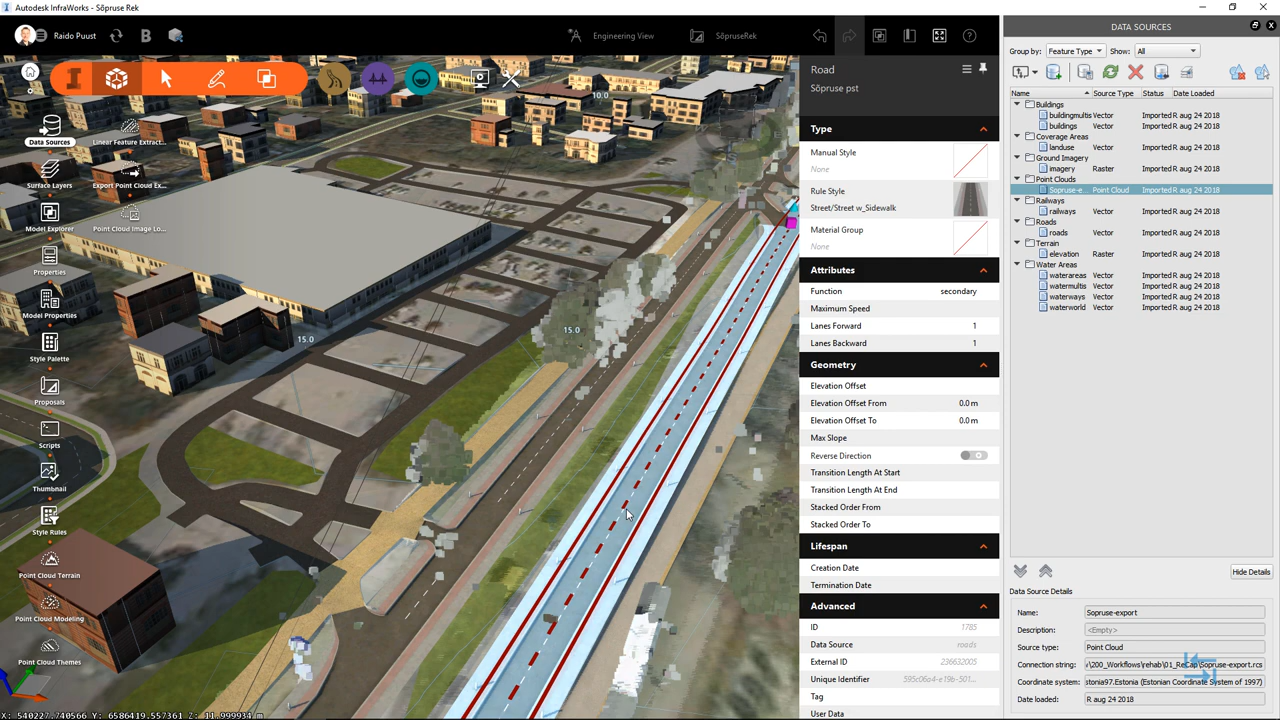 Autodesk InfraWorks - Sõpruse Rek
Raido Puust
Engineering View
SõpruseRek
Data Sources
Surface Layers
Model Explorer
Properties
Model Properties
Style Palette
Proposals
Scripts
Thumbnail
Style Rules
Point Cloud Terrain
Point Cloud Modeling
Point Cloud Themes
Linear Feature Extract...
Export Point Cloud Ex...
Point Cloud Image Lo...
10.0
15.0
15.0
X: 540227.740566 Y: 6586419.557361 Z: 11.999934 m
Road
Sõpruse pst
Type
Manual Style
None
Rule Style
Street/Street w_Sidewalk
Material Group
None
Attributes
Function secondary
Maximum Speed
Lanes Forward 1
Lanes Backward 1
Geometry
Elevation Offset
Elevation Offset From 0.0 m
Elevation Offset To 0.0 m
Max Slope
Reverse Direction
Transition Length At Start
Transition Length At End
Stacked Order From
Stacked Order To
Lifespan
Creation Date
Termination Date
Advanced
ID 1785
Data Source roads
External ID 236632005
Unique Identifier 595c06a4-e19b-501...
Tag
User Data
DATA SOURCES
Group by: Feature Type Show: All
Name Source Type Status Date Loaded
Buildings
buildingmultis Vector Imported R aug 24 2018
buildings Vector Imported R aug 24 2018
Coverage Areas
landuse Vector Imported R aug 24 2018
Ground Imagery
imagery Raster Imported R aug 24 2018
Point Clouds
Sopruse-e... Point Cloud Imported R aug 24 2018
Railways
railways Vector Imported R aug 24 2018
Roads
roads Vector Imported R aug 24 2018
Terrain
elevation Raster Imported R aug 24 2018
Water Areas
waterareas Vector Imported R aug 24 2018
watermultis Vector Imported R aug 24 2018
waterways Vector Imported R aug 24 2018
waterworld Vector Imported R aug 24 2018
Hide Details
Data Source Details
Name: Sopruse-export
Description: <Empty>
Source type: Point Cloud
Connection string: r\200_Workflows\rehab\01_ReCap\Sopruse-export.rcs
Coordinate system: stonia97.Estonia (Estonian Coordinate System of 1997)
Date loaded: R aug 24 2018